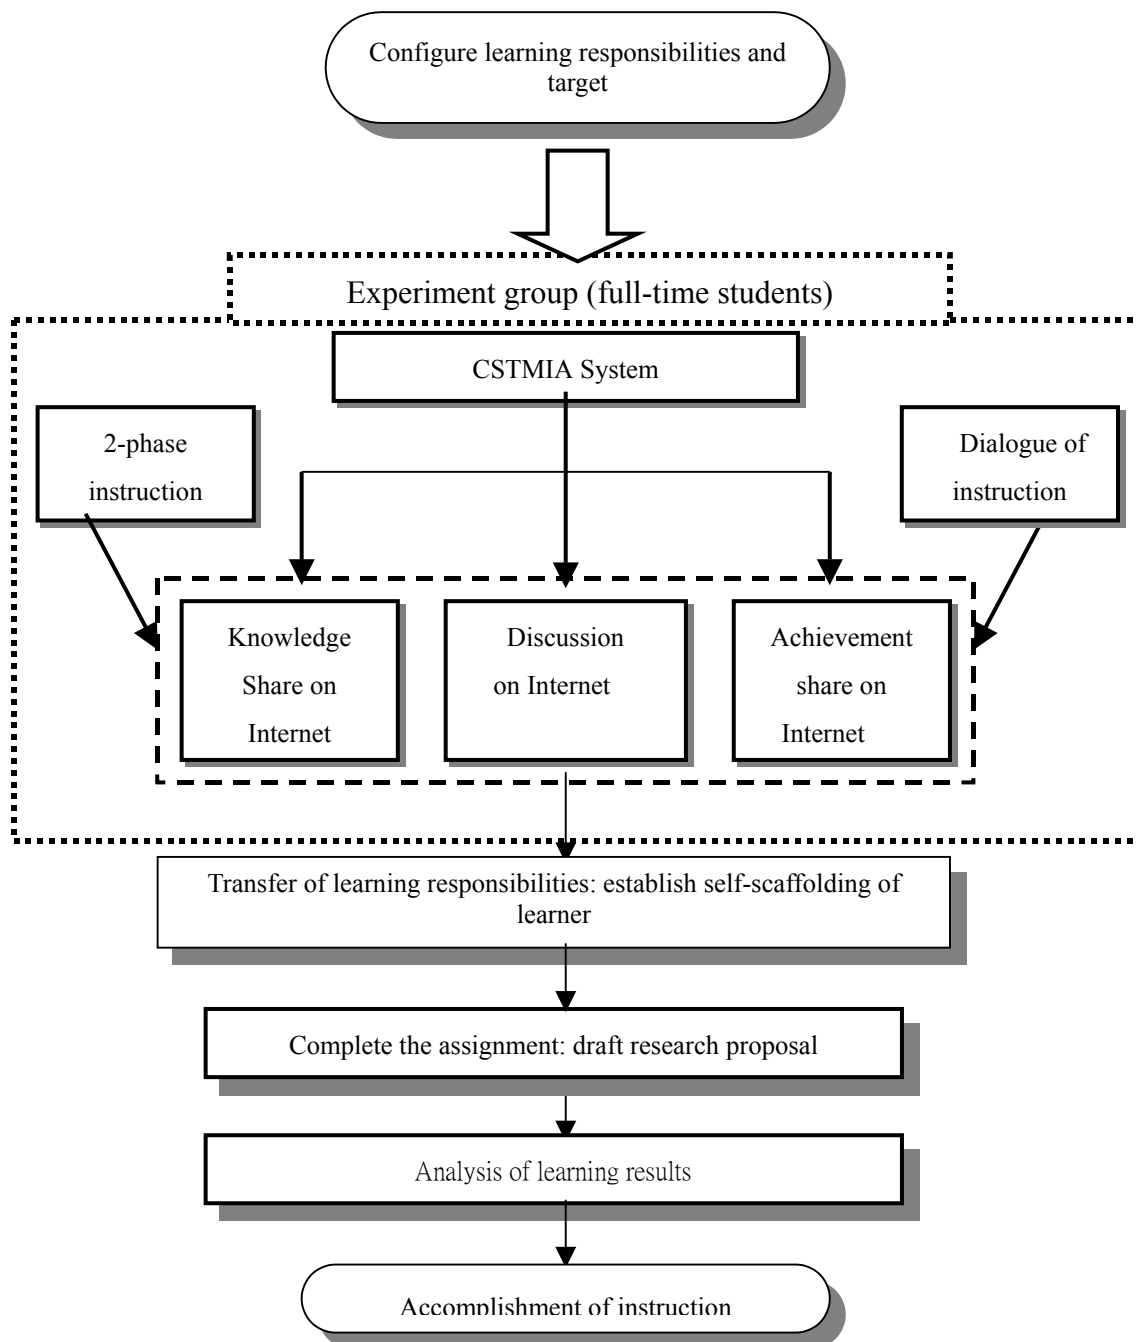 Configure learning responsibilities and
target
Experiment group (full-time students)
CSTMIA System
2-phase
instruction
Dialogue of
instruction
Knowledge
Share on
Internet
Discussion
on Internet
Achievement
share on
Internet
Transfer of learning responsibilities: establish self-scaffolding of
learner
Complete the assignment: draft research proposal
Analysis of learning results
Accomplishment of instruction